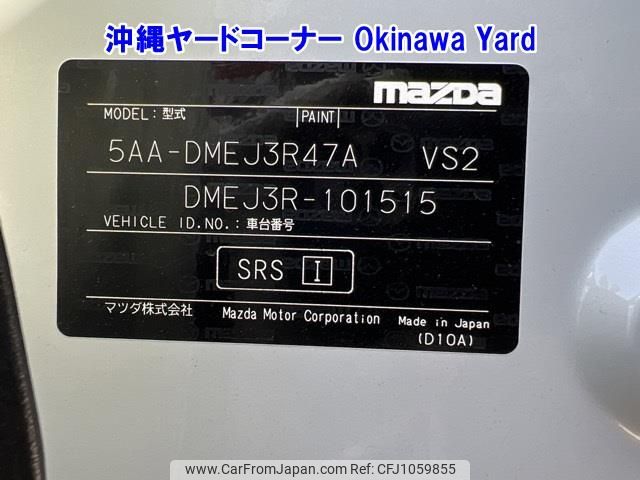 沖縄ヤードコーナー Okinawa Yard
mazda
MODEL: 型式 PAINT
5AA-DMEJ3R47A VS2
DMEJ3R-101515
VEHICLE ID.NO.: 車台番号
SRS I
マツダ株式会社 Mazda Motor Corporation Made in Japan
(D10A)
www.CarFromJapan.com | Stock ID: CFJ1059855